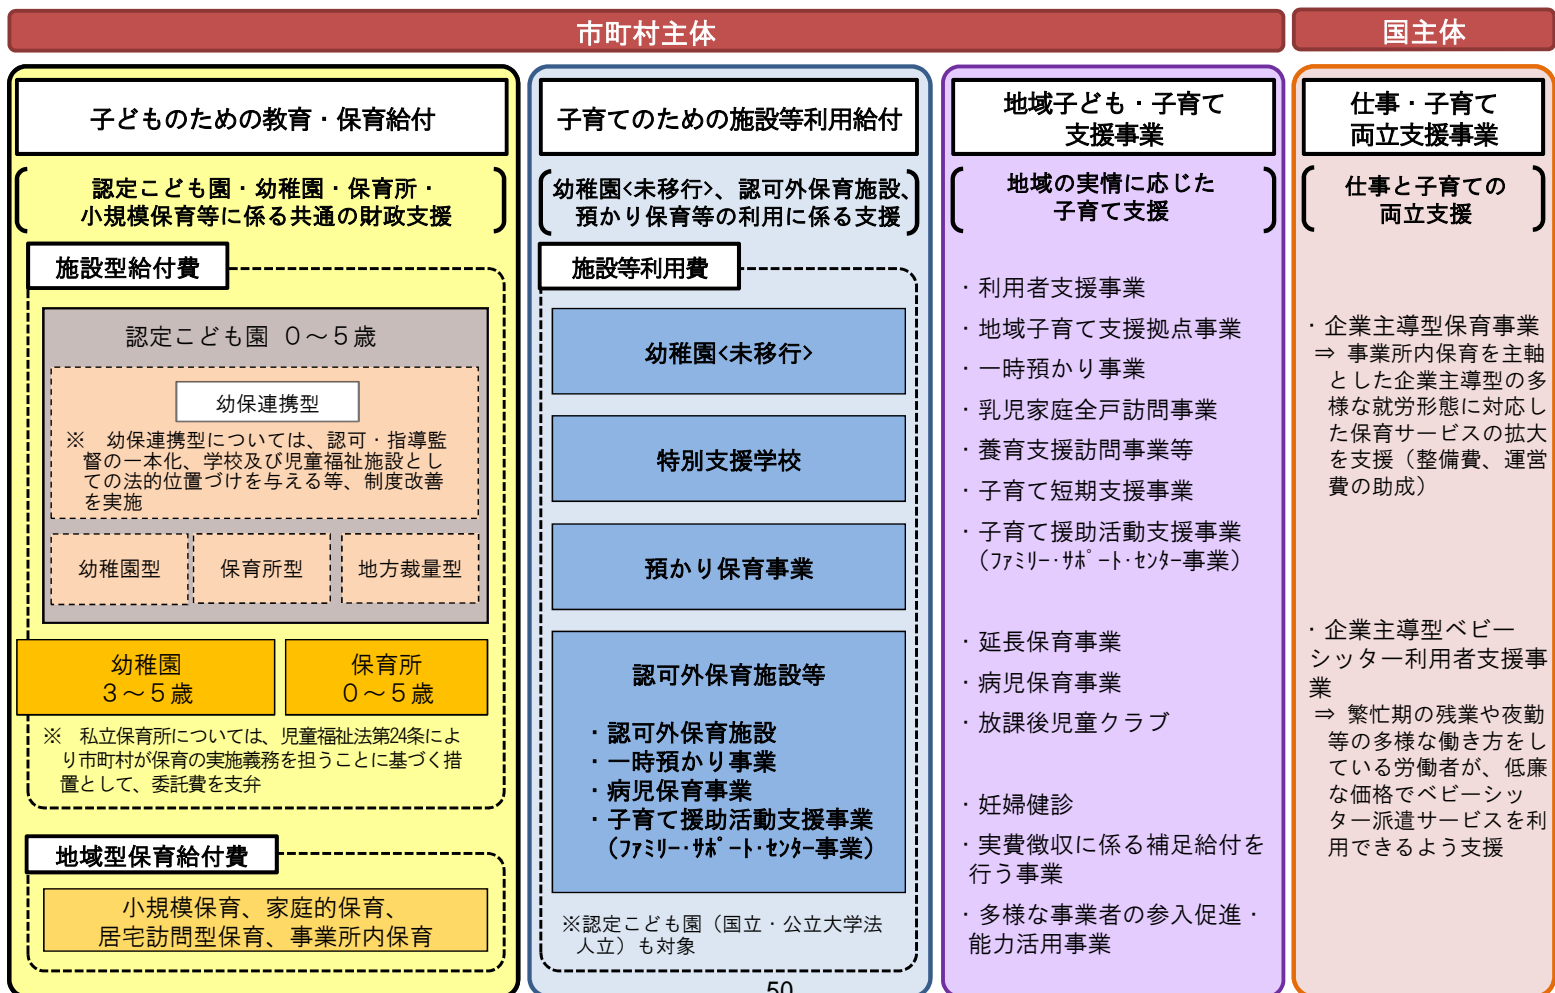 市町村主体
国主体
子どものための教育・保育給付
認定こども園・幼稚園・保育所・
小規模保育等に係る共通の財政支援
施設型給付費
認定こども園 0~5歳
幼保連携型
※ 幼保連携型については、認可・指導監
督の一本化、学校及び児童福祉施設とし
ての法的位置づけを与える等、制度改善
を実施
幼稚園型
保育所型
地方裁量型
幼稚園
3~5歳
保育所
0~5歳
※ 私立保育所については、児童福祉法第24条によ
り市町村が保育の実施義務を担うことに基づく措
置として、委託費を支弁
地域型保育給付費
小規模保育、家庭的保育、
居宅訪問型保育、事業所内保育
子育てのための施設等利用給付
幼稚園<未移行>、認可外保育施設、
預かり保育等の利用に係る支援
施設等利用費
幼稚園<未移行>
特別支援学校
預かり保育事業
認可外保育施設等
・認可外保育施設
・一時預かり事業
・病児保育事業
・子育て援助活動支援事業
(ファミリー・サポート・センター事業)
※認定こども園(国立・公立大学法
人立)も対象
50
地域子ども・子育て
支援事業
地域の実情に応じた
子育て支援
・利用者支援事業
・地域子育て支援拠点事業
・一時預かり事業
・乳児家庭全戸訪問事業
・養育支援訪問事業等
・子育て短期支援事業
・子育て援助活動支援事業
(ファミリー・サポート・センター事業)
・延長保育事業
・病児保育事業
・放課後児童クラブ
・妊婦健診
・実費徴収に係る補足給付を
行う事業
・多様な事業者の参入促進・
能力活用事業
仕事・子育て
両立支援事業
仕事と子育ての
両立支援
・企業主導型保育事業
⇒ 事業所内保育を主軸
とした企業主導型の多
様な就労形態に対応し
た保育サービスの拡大
を支援(整備費、運営
費の助成)
・企業主導型ベビー
シッター利用者支援事
業
⇒ 繁忙期の残業や夜勤
等の多様な働き方をし
ている労働者が、低廉
な価格でベビーシッ
ター派遣サービスを利
用できるよう支援